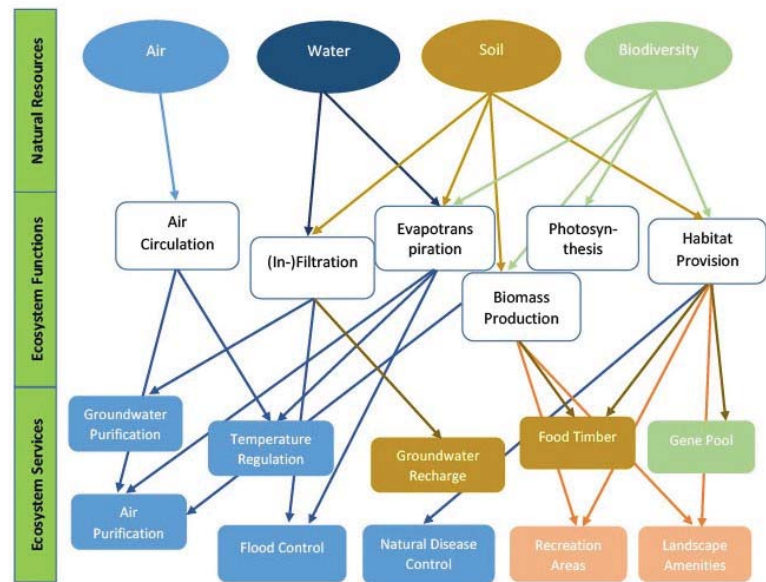 Natural Resources
Air
Water
Soil
Biodiversity
Ecosystem Functions
Air
Circulation
(In-)Filtration
Evapotrans
piration
Biomass
Production
Photosyn-
thesis
Habitat
Provision
Ecosystem Services
Groundwater
Purification
Temperature
Regulation
Groundwater
Recharge
Food Timber
Gene Pool
Air
Purification
Flood Control
Natural Disease
Control
Recreation
Areas
Landscape
Amenities